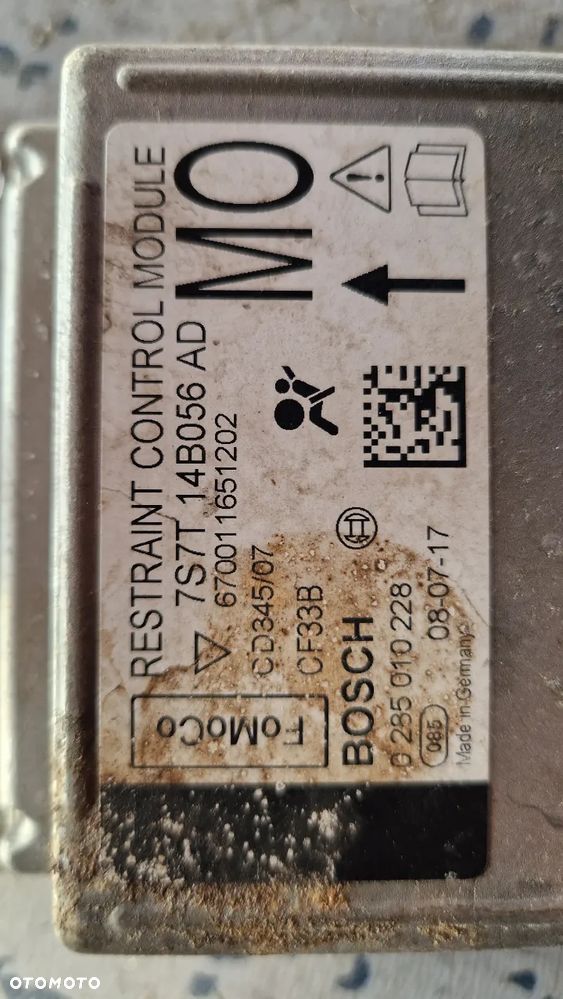 RESTRAINT CONTROL MODULE
7S7T 14B056 AD
670011651202
MO
FoMoCo
CD345/07
CF33B
BOSCH
0 285 010 228
085
08-07-17
Made in Germany
OTOMOTO